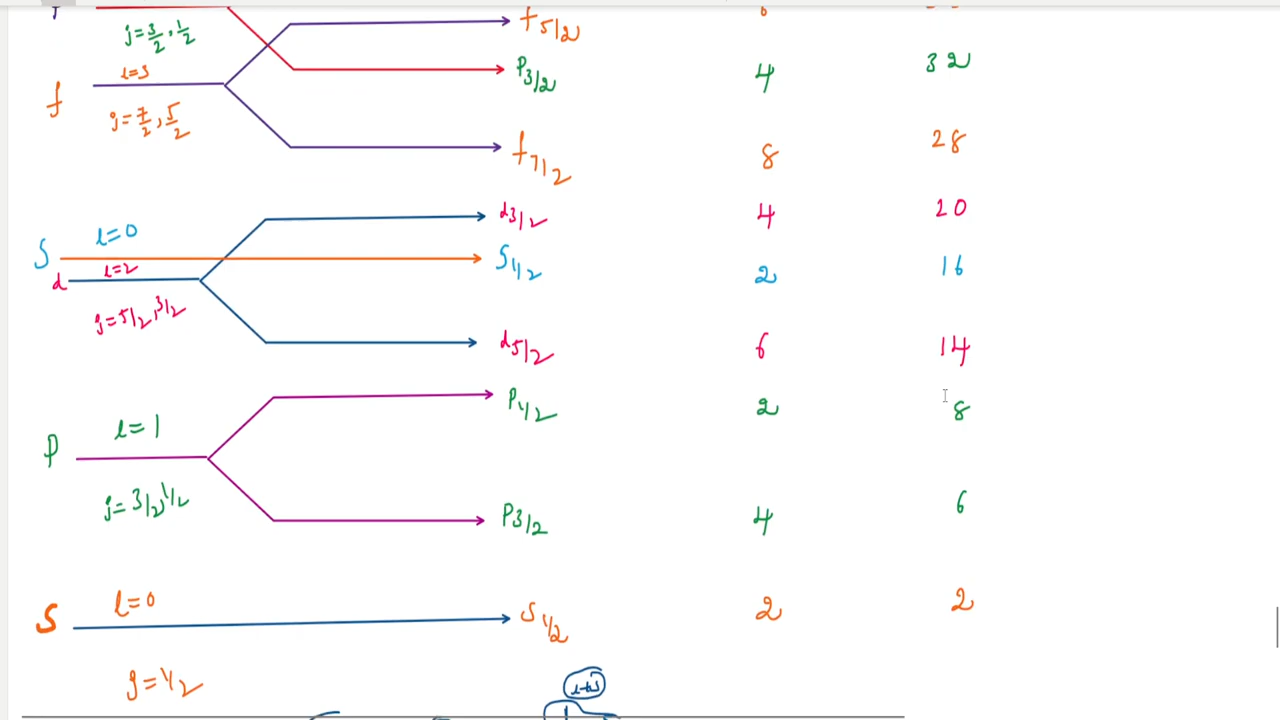 j=3/2, 1/2
f5/2
P3/2 4 32
l=3
f
j=7/2, 5/2
f7/2 8 28
d3/2 4 20
S l=0
S1/2 2 16
d l=2
j=5/2, 3/2
d5/2 6 14
P1/2 2 8
P l=1
j=3/2, 1/2
P3/2 4 6
S l=0
S1/2 2 2
j=1/2